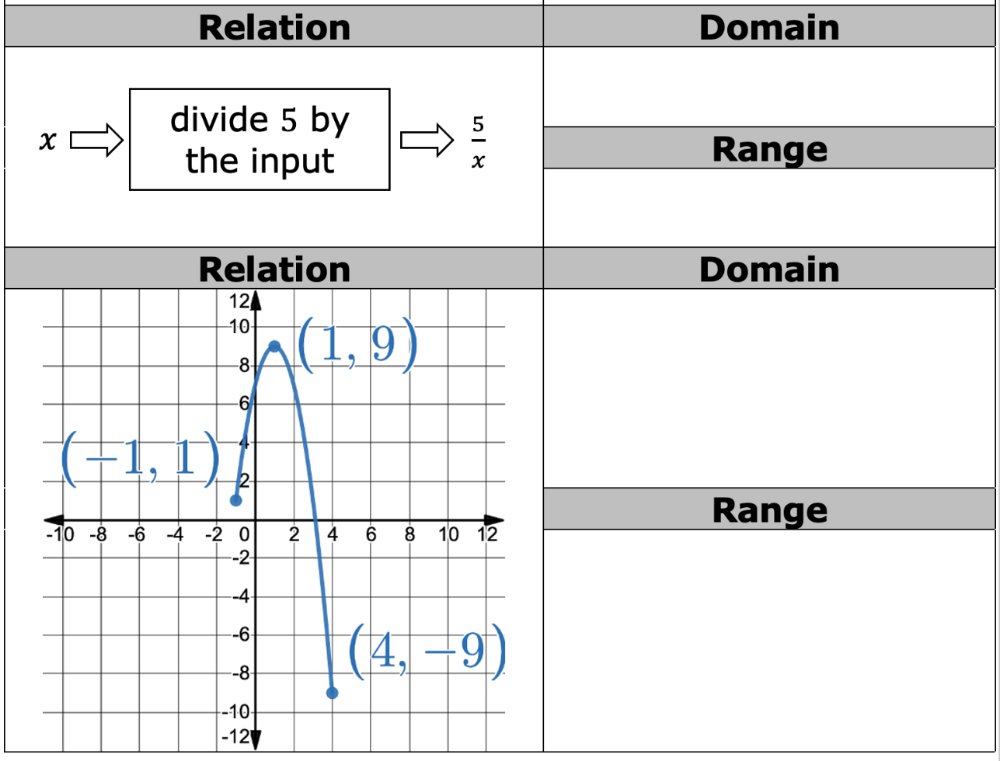 Relation
Domain
x
divide 5 by
the input
5
x
Range
Relation
Domain
12
10
(1, 9)
8
6
(−1, 1)
4
2
-10 -8 -6 -4 -2 0 2 4 6 8 10 12
-2
-4
-6
(4, −9)
-8
-10
-12
Range